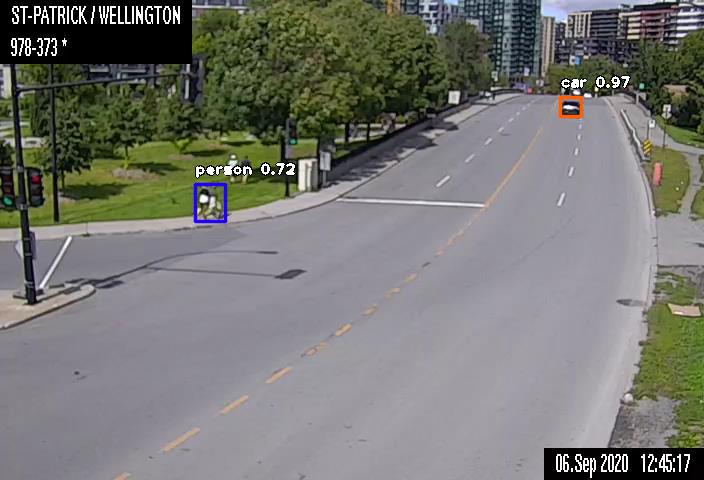 ST-PATRICK / WELLINGTON
978-373 *
car 0.97
person 0.72
06.Sep 2020 12:45:17